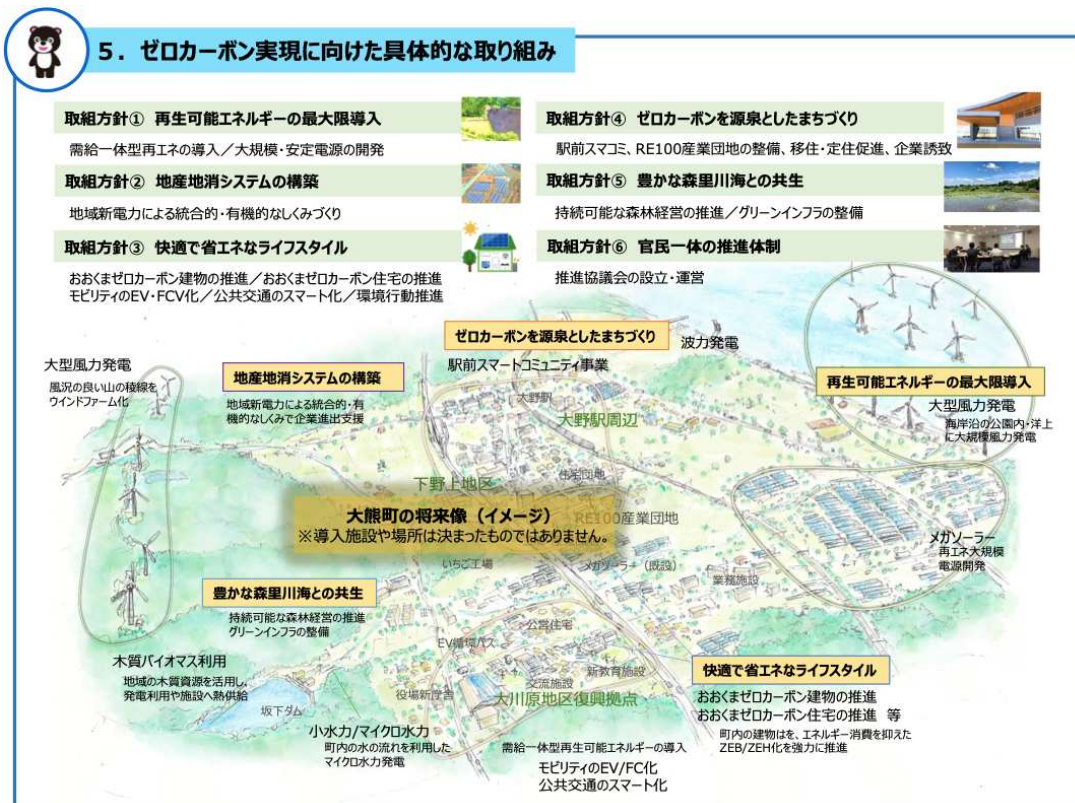 5．ゼロカーボン実現に向けた具体的な取り組み
取組方針① 再生可能エネルギーの最大限導入
需給一体型再エネの導入／大規模・安定電源の開発
取組方針② 地産地消システムの構築
地域新電力による統合的・有機的なしくみづくり
取組方針③ 快適で省エネなライフスタイル
おおくまゼロカーボン建物の推進／おおくまゼロカーボン住宅の推進
モビリティのEV・FCV化／公共交通のスマート化／環境行動推進
取組方針④ ゼロカーボンを源泉としたまちづくり
駅前スマコミ、RE100産業団地の整備、移住・定住促進、企業誘致
取組方針⑤ 豊かな森里川海との共生
持続可能な森林経営の推進／グリーンインフラの整備
取組方針⑥ 官民一体の推進体制
推進協議会の設立・運営
ゼロカーボンを源泉としたまちづくり
駅前スマートコミュニティ事業
波力発電
大型風力発電
風況の良い山の稜線を
ウインドファーム化
地産地消システムの構築
地域新電力による統合的・有
機的なしくみで企業進出支援
再生可能エネルギーの最大限導入
大型風力発電
海岸沿の公園内・洋上
に大規模風力発電
大野駅
大野駅周辺
下野上地区
住宅団地
大熊町の将来像（イメージ）
※導入施設や場所は決まったものではありません。
RE100産業団地
いちご工場
メガソーラー（既設）
業務施設
メガソーラー
再エネ大規模
電源開発
豊かな森里川海との共生
持続可能な森林経営の推進
グリーンインフラの整備
公営住宅
EV循環バス
木質バイオマス利用
地域の木質資源を活用し、
発電利用や施設へ熱供給
新教育施設
交流施設
役場新庁舎
大川原地区復興拠点
坂下ダム
快適で省エネなライフスタイル
おおくまゼロカーボン建物の推進
おおくまゼロカーボン住宅の推進 等
町内の建物はを、エネルギー消費を抑えた
ZEB/ZEH化を強力に推進
小水力/マイクロ水力
町内の水の流れを利用した
マイクロ水力発電
需給一体型再生可能エネルギーの導入
モビリティのEV/FC化
公共交通のスマート化